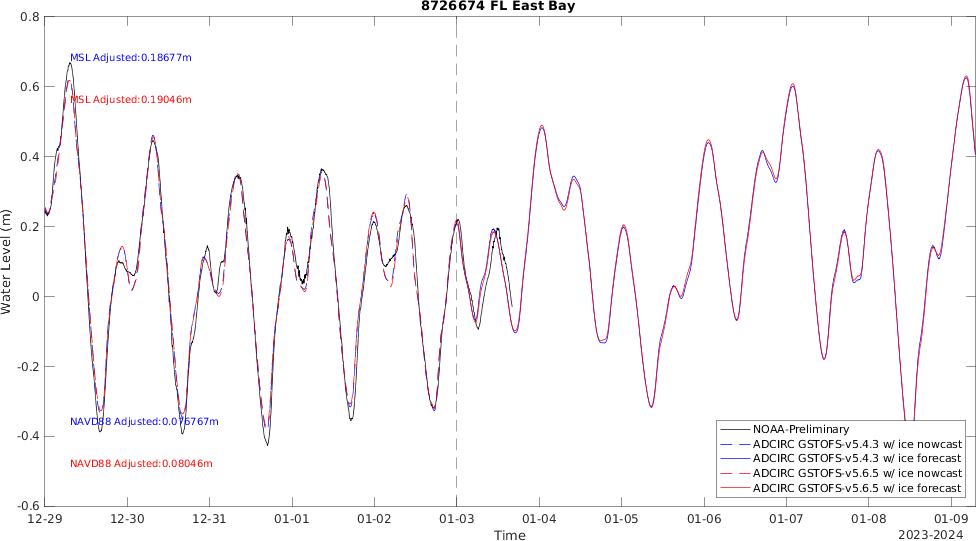 8726674 FL East Bay
0.8
0.6
0.4
0.2
0
-0.2
-0.4
-0.6
Water Level (m)
MSL Adjusted:0.18677m
MSL Adjusted:0.19046m
NAVD88 Adjusted:0.076767m
NAVD88 Adjusted:0.08046m
NOAA-Preliminary
ADCIRC GSTOFS-v5.4.3 w/ ice nowcast
ADCIRC GSTOFS-v5.4.3 w/ ice forecast
ADCIRC GSTOFS-v5.6.5 w/ ice nowcast
ADCIRC GSTOFS-v5.6.5 w/ ice forecast
12-29 12-30 12-31 01-01 01-02 01-03 01-04 01-05 01-06 01-07 01-08 01-09
Time
2023-2024